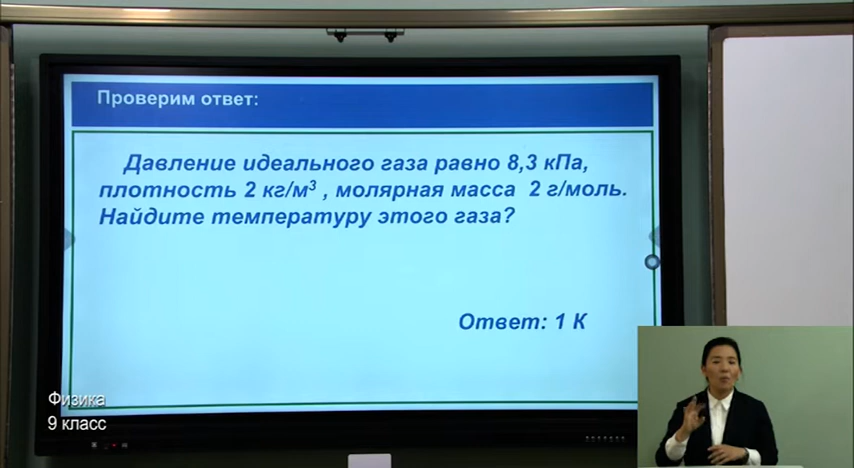 Проверим ответ:
Давление идеального газа равно 8,3 кПа,
плотность 2 кг/м³ , молярная масса 2 г/моль.
Найдите температуру этого газа?
Ответ: 1 К
Физика
9 класс